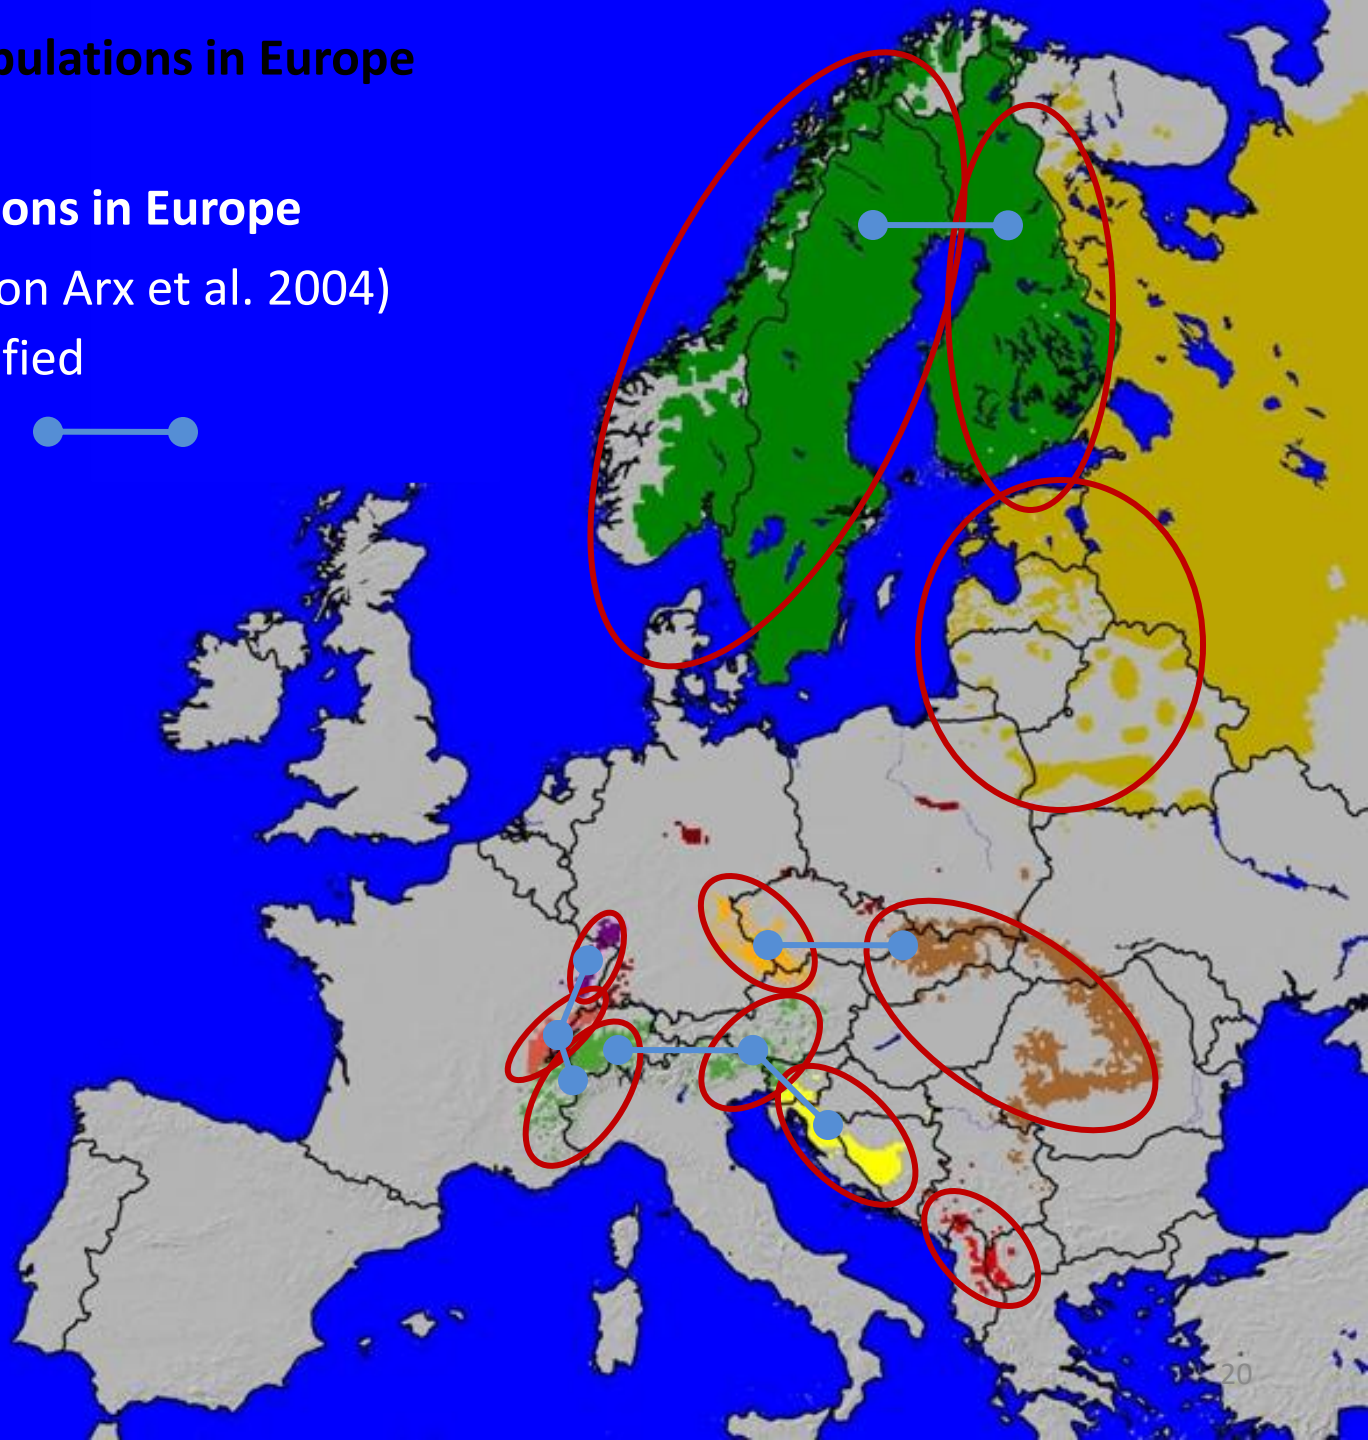 pulations in Europe
ons in Europe
on Arx et al. 2004)
fied
20